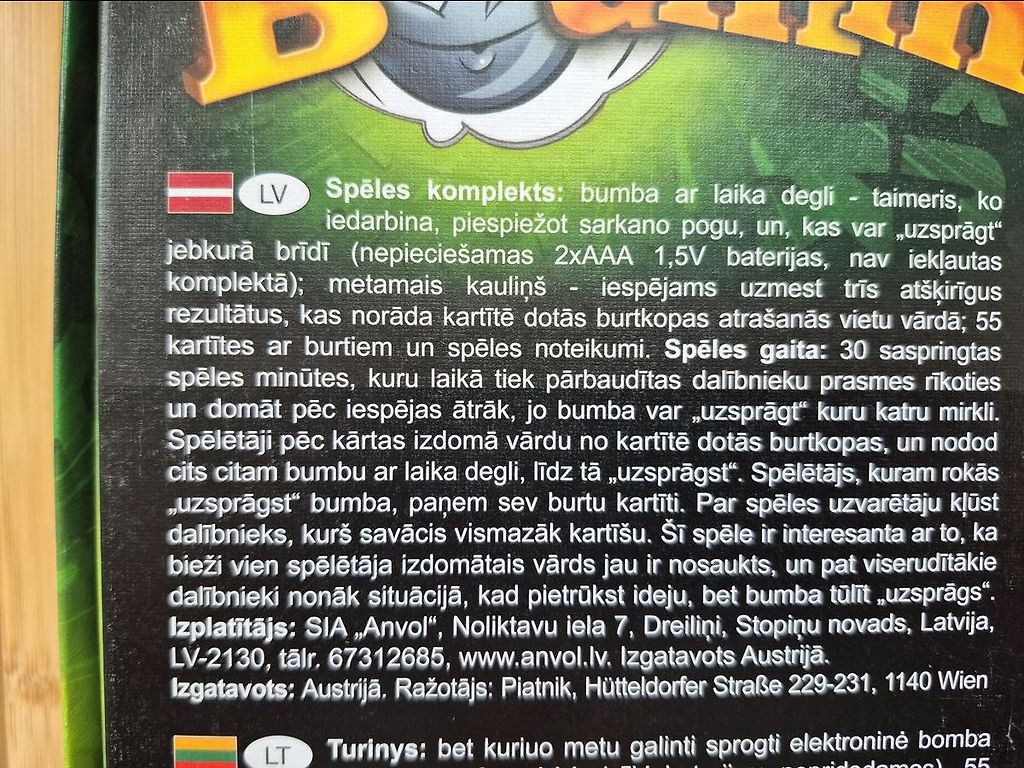 LV Spēles komplekts: bumba ar laika degli - taimeris, ko
iedarbina, piespiežot sarkano pogu, un, kas var „uzsprāgt“
jebkurā brīdī (nepieciešamas 2xAAA 1,5V baterijas, nav iekļautas
komplektā); metamais kauliņš - iespējams uzmest trīs atšķirīgus
rezultātus, kas norāda kartītē dotās burtkopas atrašanās vietu vārdā; 55
kartītes ar burtiem un spēles noteikumi. Spēles gaita: 30 saspringtas
spēles minūtes, kuru laikā tiek pārbaudītas dalībnieku prasmes rīkoties
un domāt pēc iespējas ātrāk, jo bumba var „uzsprāgt“ kuru katru mirkli.
Spēlētāji pēc kārtas izdomā vārdu no kartītē dotās burtkopas, un nodod
cits citam bumbu ar laika degli, līdz tā „uzsprāgst“. Spēlētājs, kuram rokās
„uzsprāgst“ bumba, paņem sev burtu kartīti. Par spēles uzvarētāju kļūst
dalībnieks, kurš savācis vismazāk kartīšu. Šī spēle ir interesanta ar to, ka
bieži vien spēlētāja izdomātais vārds jau ir nosaukts, un pat viserudītākie
dalībnieki nonāk situācijā, kad pietrūkst ideju, bet bumba tūlīt „uzsprāgs“.
Izplatītājs: SIA „Anvol“, Noliktavu iela 7, Dreiliņi, Stopiņu novads, Latvija,
LV-2130, tālr. 67312685, www.anvol.lv. Izgatavots Austrijā.
Izgatavots: Austrijā. Ražotājs: Piatnik, Hütteldorfer Straße 229-231, 1140 Wien
LT Turinys: bet kuriuo metu galinti sprogti elektroninė bomba